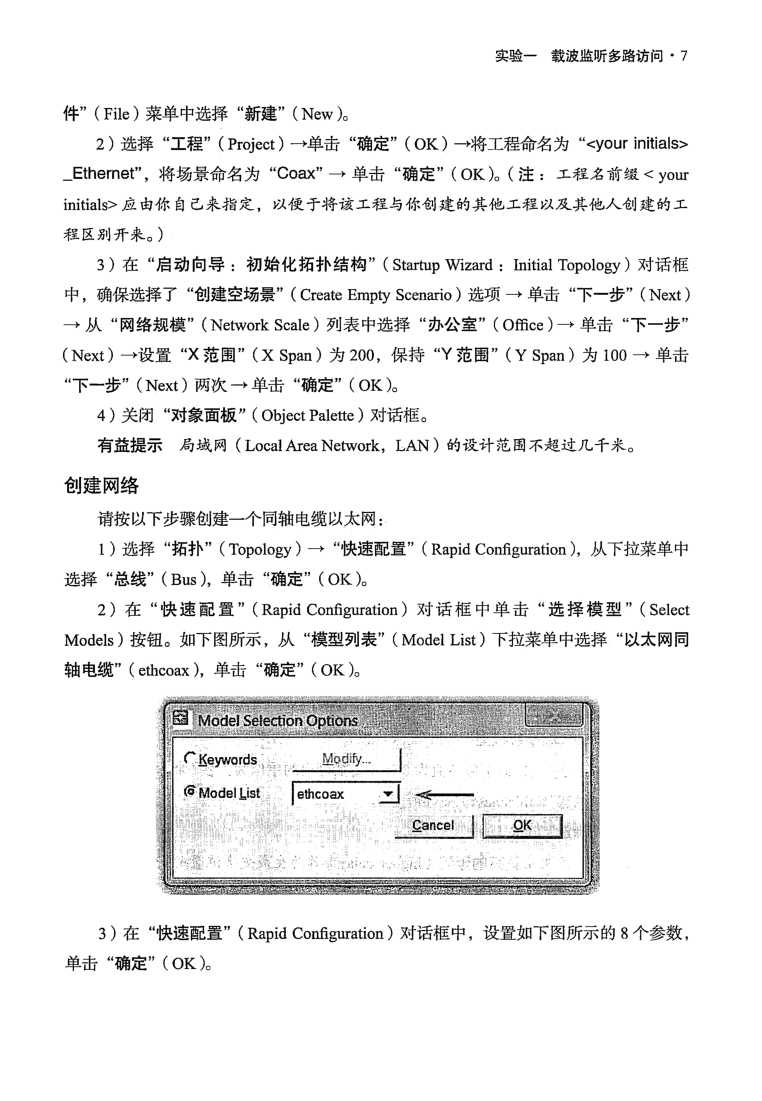 实验一 载波监听多路访问·7
件”（File）菜单中选择“新建”（New）。
2）选择“工程”（Project）→单击“确定”（OK）→将工程命名为“<your initials>
_Ethernet”，将场景命名为“Coax”→ 单击“确定”（OK）。（注：工程名前缀 < your
initials> 应由你自己来指定，以便于将该工程与你创建的其他工程以及其他人创建的工
程区别开来。）
3）在“启动向导：初始化拓扑结构”（Startup Wizard：Initial Topology）对话框
中，确保选择了“创建空场景”（Create Empty Scenario）选项 → 单击“下一步”（Next）
→ 从“网络规模”（Network Scale）列表中选择“办公室”（Office）→ 单击“下一步”
（Next）→设置“X 范围”（X Span）为 200，保持“Y 范围”（Y Span）为 100 → 单击
“下一步”（Next）两次 → 单击“确定”（OK）。
4）关闭“对象面板”（Object Palette）对话框。
有益提示 局域网（Local Area Network，LAN）的设计范围不超过几千米。
创建网络
请按以下步骤创建一个同轴电缆以太网：
1）选择“拓扑”（Topology）→“快速配置”（Rapid Configuration），从下拉菜单中
选择“总线”（Bus），单击“确定”（OK）。
2）在“快速配置”（Rapid Configuration）对话框中单击“选择模型”（Select
Models）按钮。如下图所示，从“模型列表”（Model List）下拉菜单中选择“以太网同
轴电缆”（ethcoax），单击“确定”（OK）。
Model Selection Options
Keywords Modify...
Model List ethcoax
Cancel OK
3）在“快速配置”（Rapid Configuration）对话框中，设置如下图所示的 8 个参数，
单击“确定”（OK）。